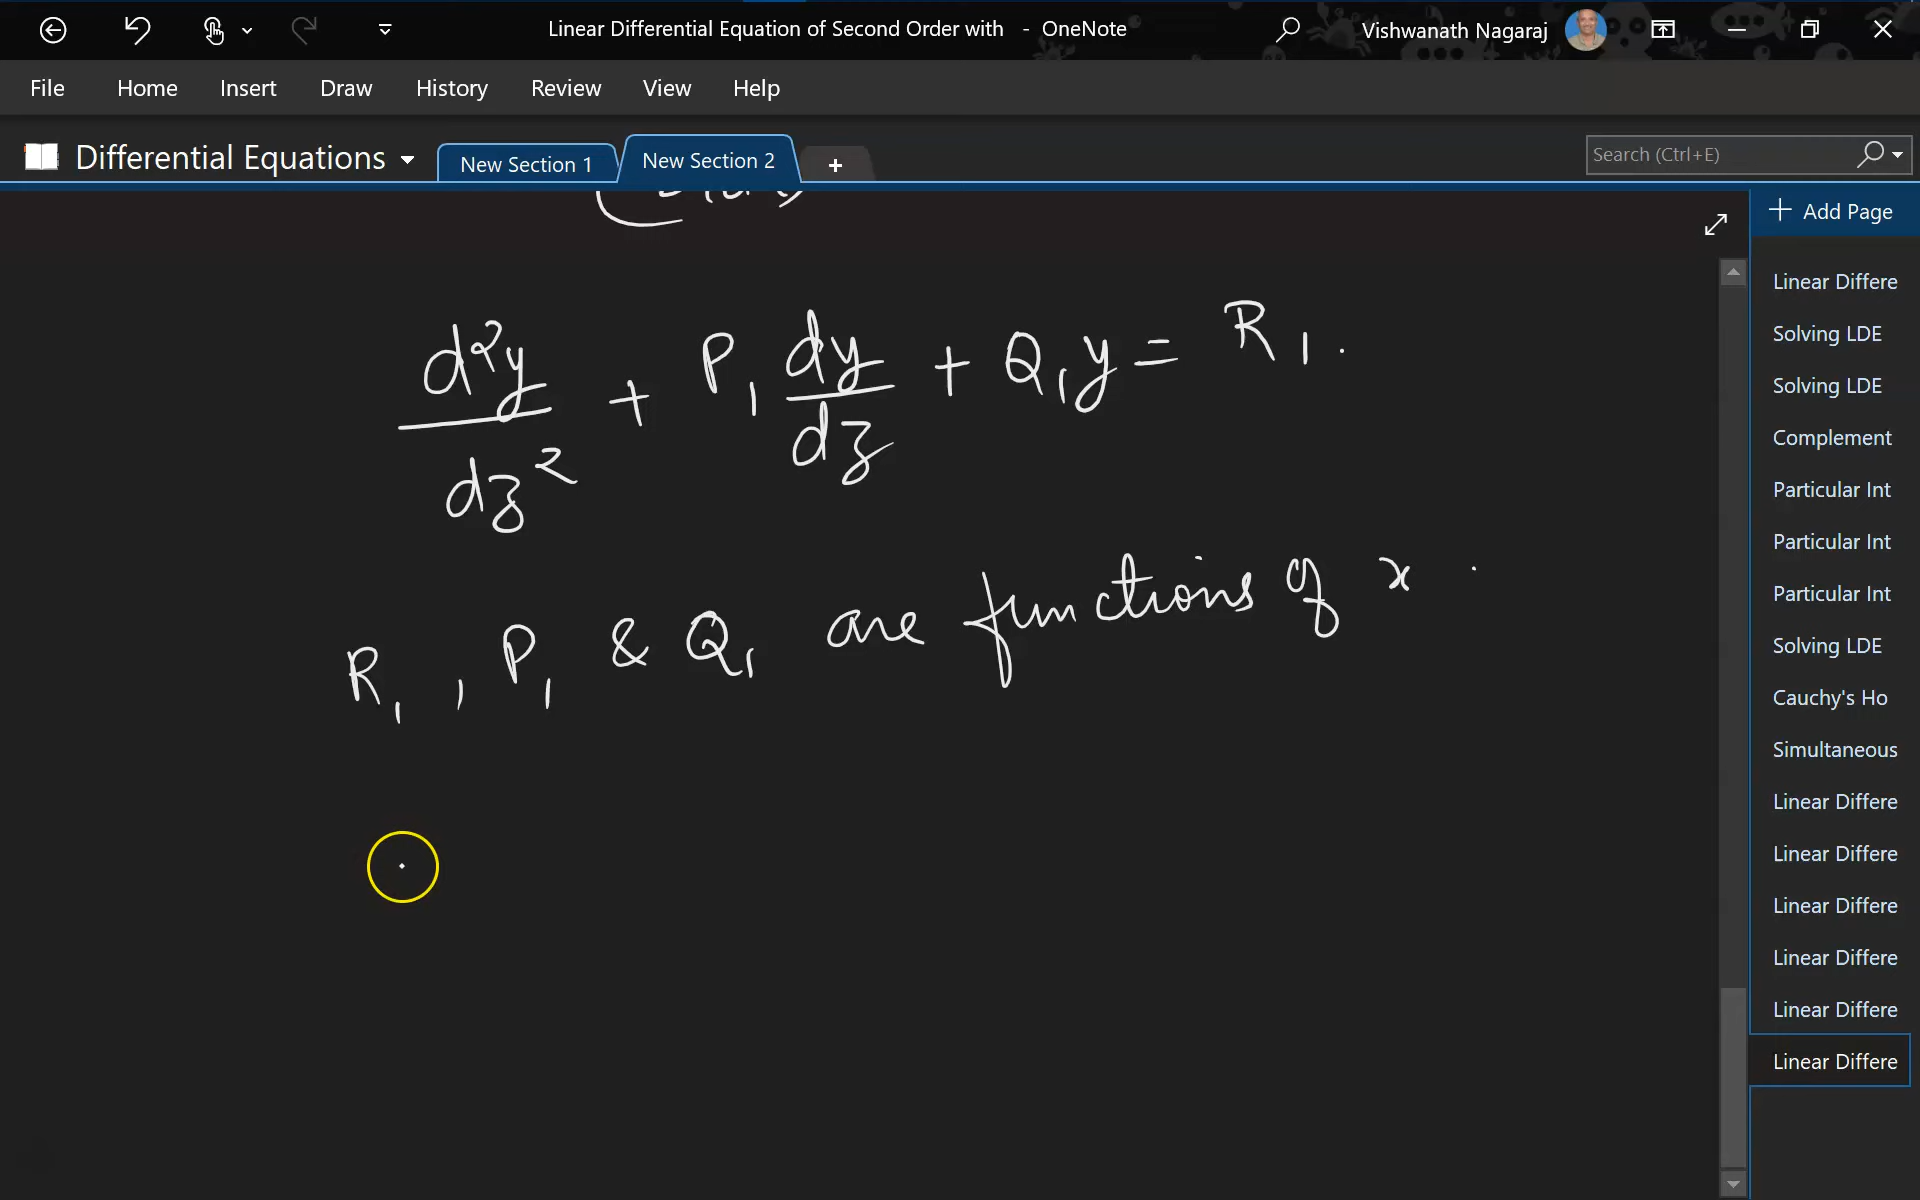 Linear Differential Equation of Second Order with - OneNote
Vishwanath Nagaraj
File Home Insert Draw History Review View Help
Differential Equations
New Section 1
New Section 2
+
Search (Ctrl+E)
+ Add Page
Linear Differe
Solving LDE
Solving LDE
Complement
Particular Int
Particular Int
Particular Int
Solving LDE
Cauchy's Ho
Simultaneous
Linear Differe
Linear Differe
Linear Differe
Linear Differe
Linear Differe
Linear Differe
d²y/dz² + P₁ dy/dz + Q₁y = R₁.
R₁, P₁ & Q₁ are functions of x.